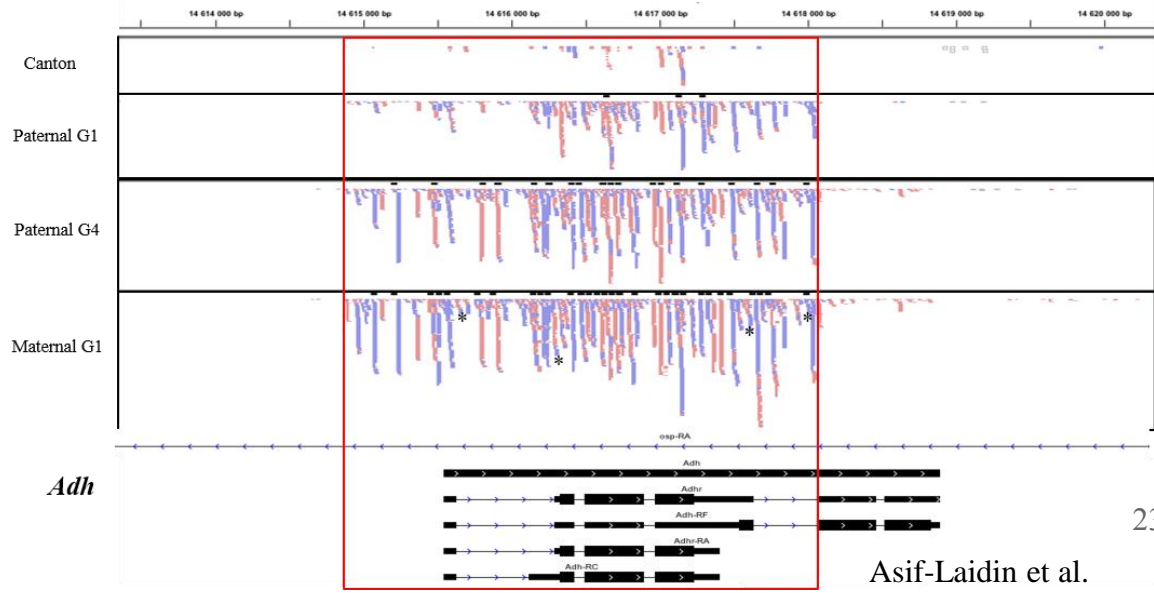 14 614 000 bp 14 615 000 bp 14 616 000 bp 14 617 000 bp 14 618 000 bp 14 619 000 bp 14 620 000 bp
Canton
Paternal G1
Paternal G4
Maternal G1
* * * *
osp-RA
Adh
Adh
Adhr
Adh-RF
23
Adhr-RA
Adh-RC
Asif-Laidin et al.